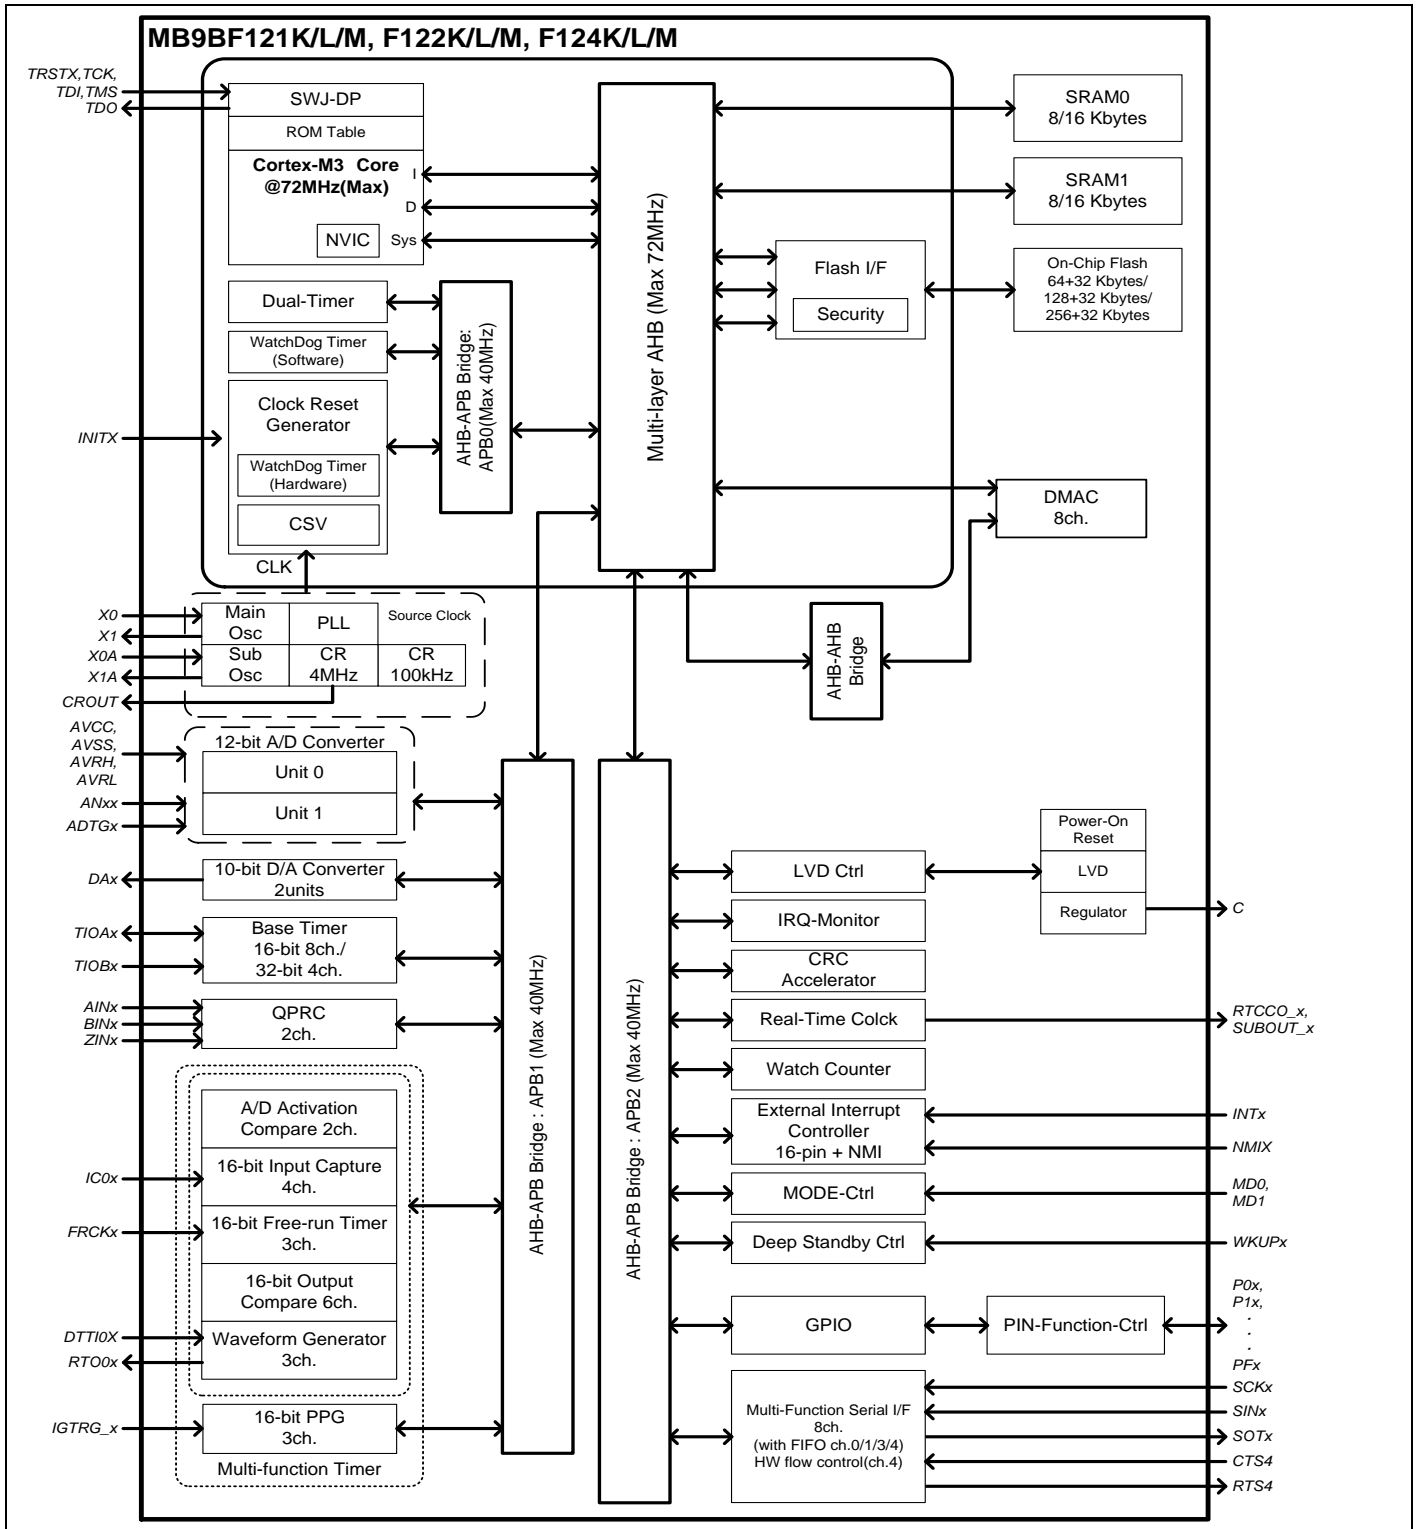 MB9BF121K/L/M, F122K/L/M, F124K/L/M
TRSTX,TCK,
TDI,TMS
TDO
SWJ-DP
ROM Table
Cortex-M3 Core
@72MHz(Max)
I
D
Sys
NVIC
Multi-layer AHB (Max 72MHz)
SRAM0
8/16 Kbytes
SRAM1
8/16 Kbytes
Flash I/F
Security
On-Chip Flash
64+32 Kbytes/
128+32 Kbytes/
256+32 Kbytes
Dual-Timer
WatchDog Timer
(Software)
INITX
Clock Reset
Generator
WatchDog Timer
(Hardware)
CSV
CLK
AHB-APB Bridge:
APB0(Max 40MHz)
DMAC
8ch.
AHB-AHB
Bridge
X0
X1
X0A
X1A
CROUT
Main
Osc
PLL
Source Clock
Sub
Osc
CR
4MHz
CR
100kHz
AVCC,
AVSS,
AVRH,
AVRL
ANxx
ADTGx
12-bit A/D Converter
Unit 0
Unit 1
DAx
10-bit D/A Converter
2units
TIOAx
TIOBx
Base Timer
16-bit 8ch./
32-bit 4ch.
AINx
BINx
ZINx
QPRC
2ch.
A/D Activation
Compare 2ch.
IC0x
16-bit Input Capture
4ch.
FRCKx
16-bit Free-run Timer
3ch.
16-bit Output
Compare 6ch.
DTTI0X
RTO0x
Waveform Generator
3ch.
IGTRG_x
16-bit PPG
3ch.
Multi-function Timer
AHB-APB Bridge : APB1 (Max 40MHz)
AHB-APB Bridge : APB2 (Max 40MHz)
LVD Ctrl
Power-On
Reset
LVD
Regulator
C
IRQ-Monitor
CRC
Accelerator
Real-Time Colck
RTCCO_x,
SUBOUT_x
Watch Counter
External Interrupt
Controller
16-pin + NMI
INTx
NMIX
MODE-Ctrl
MD0,
MD1
Deep Standby Ctrl
WKUPx
GPIO
PIN-Function-Ctrl
P0x,
P1x,
.
.
.
PFx
Multi-Function Serial I/F
8ch.
(with FIFO ch.0/1/3/4)
HW flow control(ch.4)
SCKx
SINx
SOTx
CTS4
RTS4